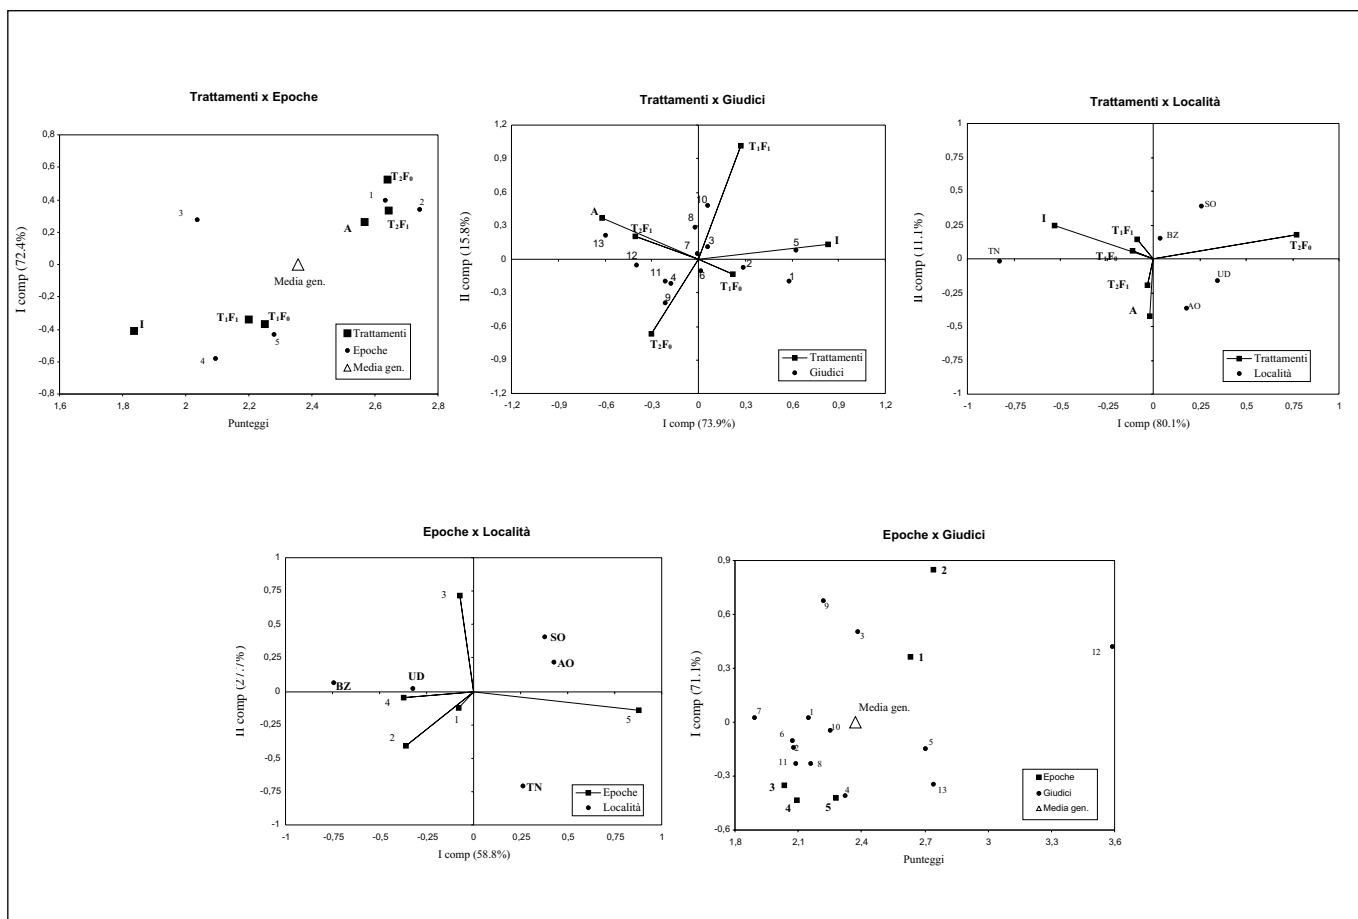 Trattamenti x Epoche
I comp (72.4%)
0,8
0,6
0,4
0,2
0
-0,2
-0,4
-0,6
-0,8
1,6
1,8
2
2,2
2,4
2,6
2,8
Punteggi
T₂F₀
1
2
T₂F₁
A
3
Media gen.
I
T₁F₁
T₁F₀
5
4
Trattamenti
Epoche
Media gen.
Trattamenti x Giudici
II comp (15.8%)
1,2
0,9
0,6
0,3
0
-0,3
-0,6
-0,9
-1,2
-1,2
-0,9
-0,6
-0,3
0
0,3
0,6
0,9
1,2
I comp (73.9%)
T₁F₁
10
A
8
T₂F₁
13
7
3
5
I
12
2
11
4
6
T₁F₀
1
9
T₂F₀
Trattamenti
Giudici
Trattamenti x Località
II comp (11.1%)
1
0,75
0,5
0,25
0
-0,25
-0,5
-0,75
-1
-1
-0,75
-0,5
-0,25
0
0,25
0,5
0,75
1
I comp (80.1%)
SO
I
T₁F₁
BZ
T₂F₀
TN
T₁F₀
UD
T₂F₁
A
AO
Trattamenti
Località
Epoche x Località
II comp (27.7%)
1
0,75
0,5
0,25
0
-0,25
-0,5
-0,75
-1
-1
-0,75
-0,5
-0,25
0
0,25
0,5
0,75
1
I comp (58.8%)
3
SO
AO
BZ
UD
4
1
5
2
TN
Epoche
Località
Epoche x Giudici
I comp (71.1%)
0,9
0,6
0,3
0
-0,3
-0,6
1,8
2,1
2,4
2,7
3
3,3
3,6
Punteggi
2
9
3
12
1
7
1
Media gen.
10
6
2
5
11
8
3
4
13
4
5
Epoche
Giudici
Media gen.